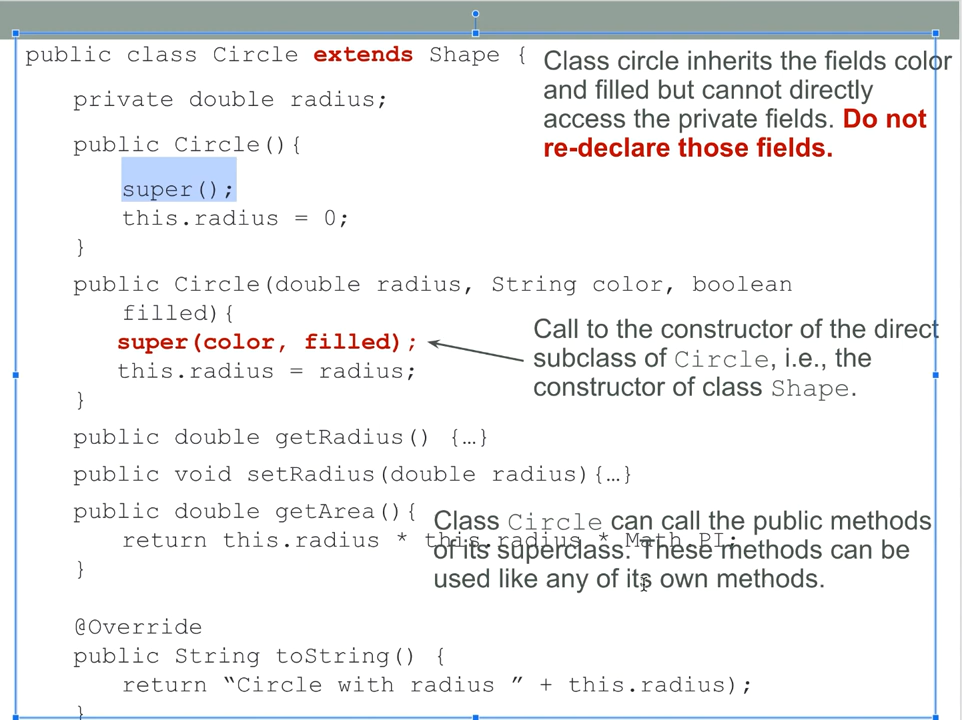 public class Circle extends Shape {
private double radius;
public Circle(){
super();
this.radius = 0;
}
public Circle(double radius, String color, boolean
filled){
super(color, filled);
this.radius = radius;
}
public double getRadius() {…}
public void setRadius(double radius){…}
public double getArea(){
return this.radius * this.radius * Math.PI;
}
@Override
public String toString() {
return “Circle with radius ” + this.radius);
}
Class circle inherits the fields color
and filled but cannot directly
access the private fields. Do not
re-declare those fields.
Call to the constructor of the direct
subclass of Circle, i.e., the
constructor of class Shape.
Class Circle can call the public methods
of its superclass. These methods can be
used like any of its own methods.